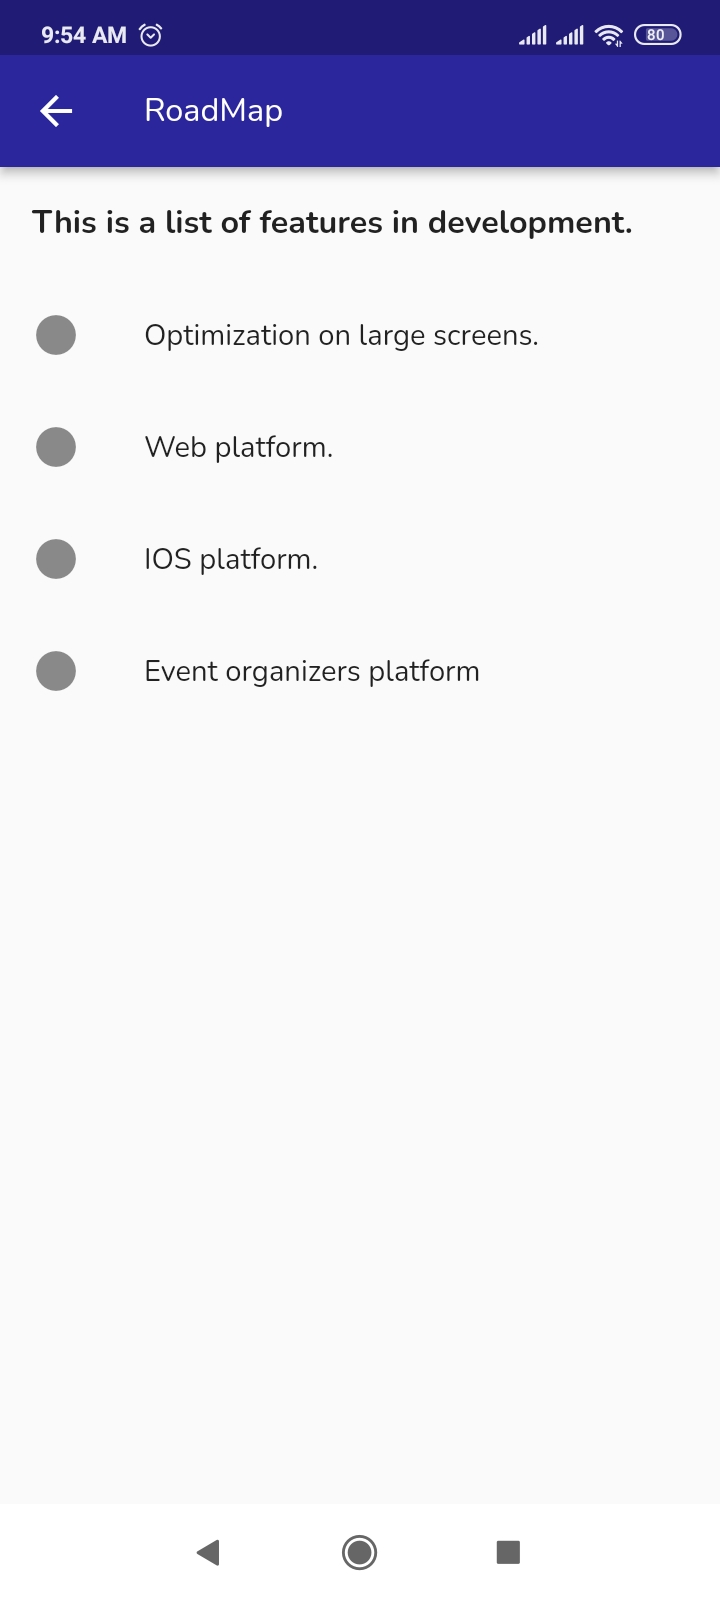 9:54 AM
80
RoadMap
This is a list of features in development.
Optimization on large screens.
Web platform.
IOS platform.
Event organizers platform